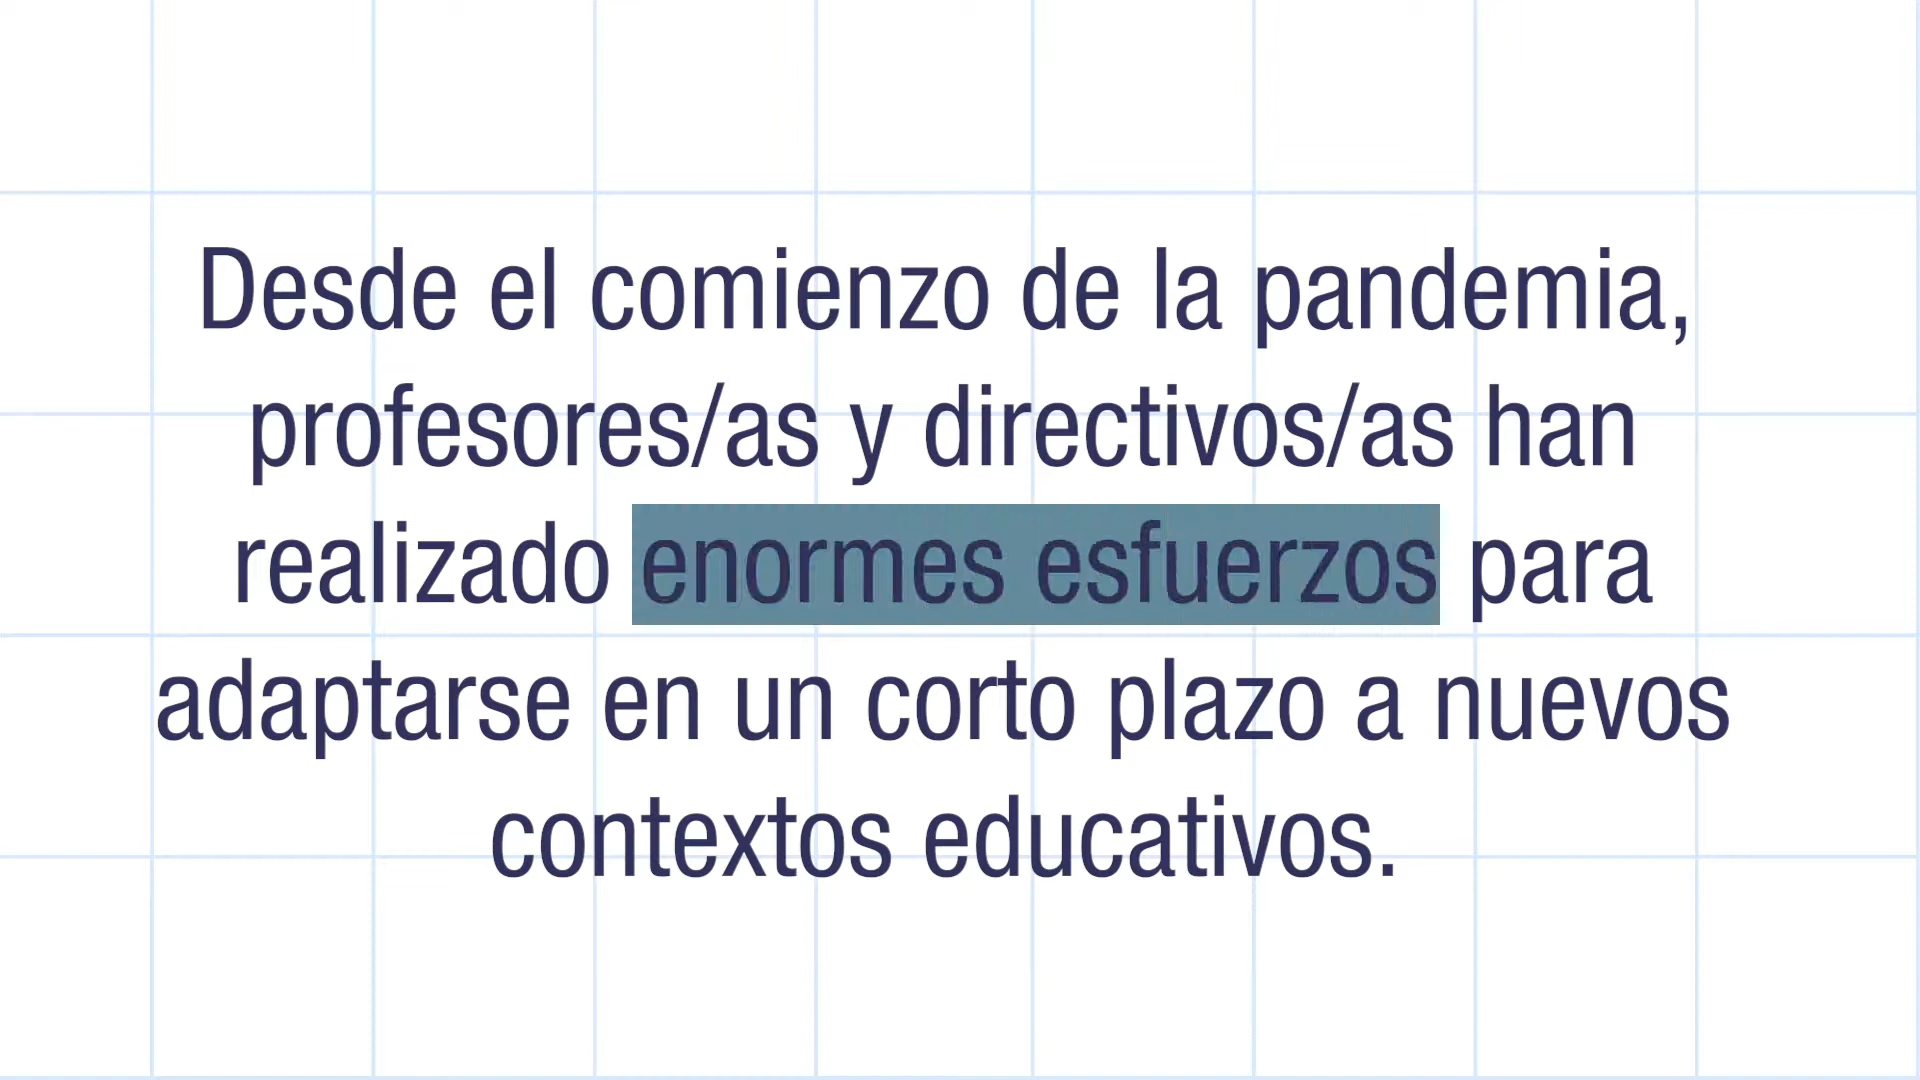 Desde el comienzo de la pandemia,
profesores/as y directivos/as han
realizado enormes esfuerzos para
adaptarse en un corto plazo a nuevos
contextos educativos.